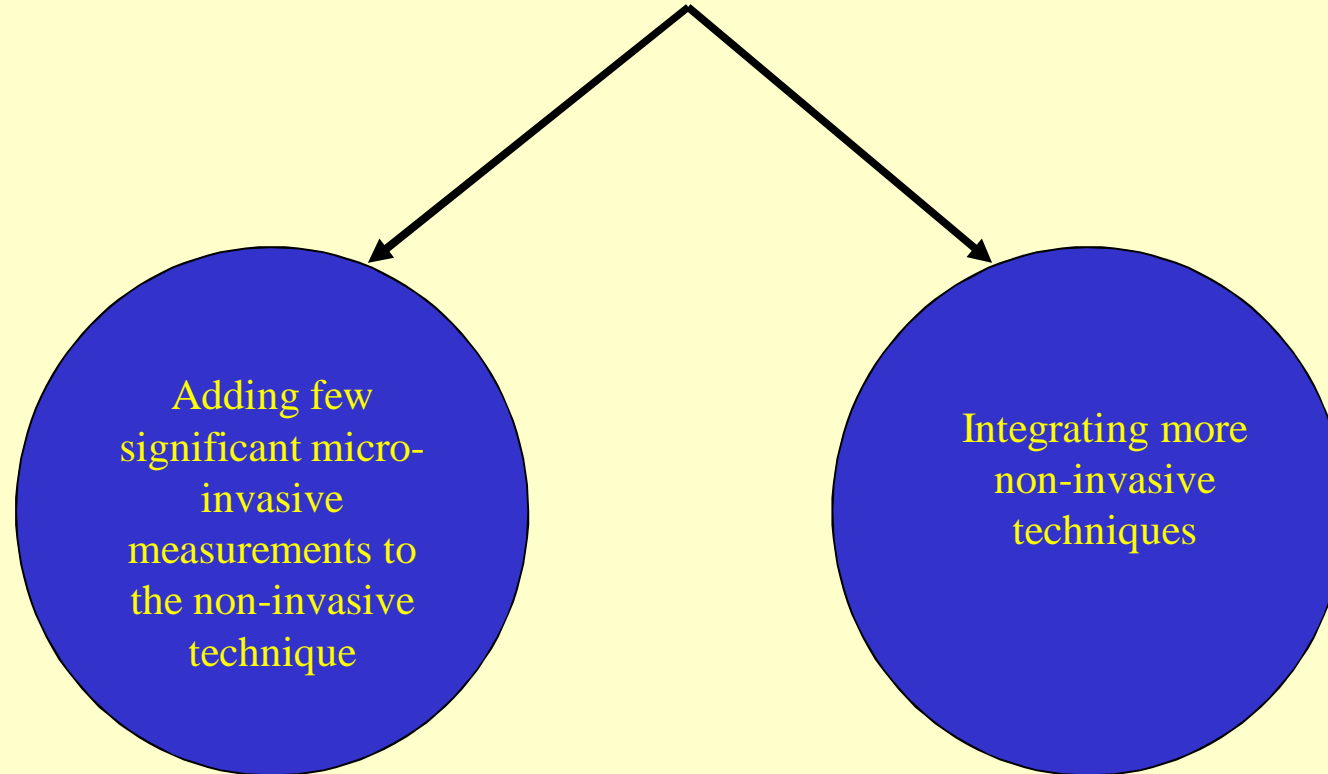 Adding few
significant micro-
invasive
measurements to
the non-invasive
technique
Integrating more
non-invasive
techniques